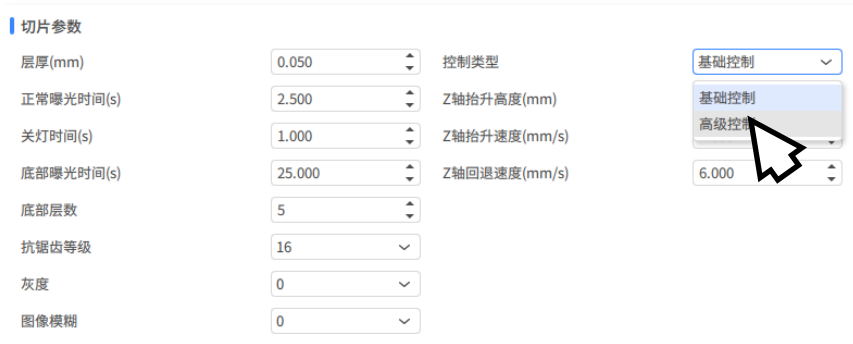 切片参数
层厚(mm) 0.050 控制类型 基础控制
正常曝光时间(s) 2.500 Z轴抬升高度(mm) 基础控制
关灯时间(s) 1.000 Z轴抬升速度(mm/s) 高级控
底部曝光时间(s) 25.000 Z轴回退速度(mm/s) 6.000
底部层数 5
抗锯齿等级 16
灰度 0
图像模糊 0